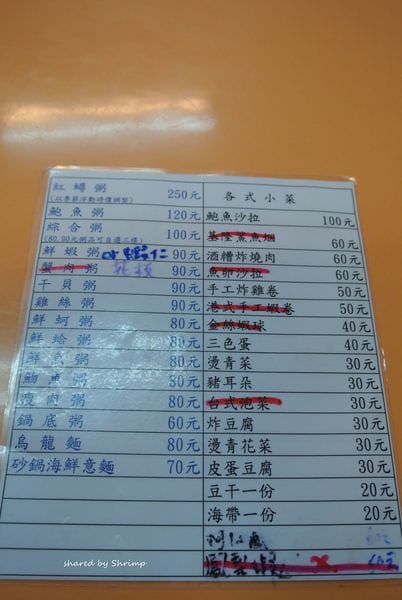 紅蟳粥 250元
(以季節浮動時價調整)
鮑魚粥 120元
綜合粥 100元
(80,90元粥品可自選三樣)
鮮蝦粥 90元
蟹肉粥 90元
干貝粥 90元
雞絲粥 80元
鮮蚵粥 80元
鮮蛤粥 80元
鮮魚粥 80元
魩魚粥 80元
瘦肉粥 80元
鍋底粥 60元
烏龍麵 80元
砂鍋海鮮意麵 70元
各式小菜
鮑魚沙拉 100元
基隆鯊魚烟 60元
酒糟炸燒肉 60元
魚卵沙拉 60元
手工炸雞卷 50元
港式手工蝦卷 50元
金絲蝦球 40元
三色蛋 40元
燙青菜 30元
豬耳朵 30元
台式泡菜 30元
炸豆腐 30元
燙青花菜 30元
皮蛋豆腐 30元
豆干一份 20元
海帶一份 20元
shared by Shrimp